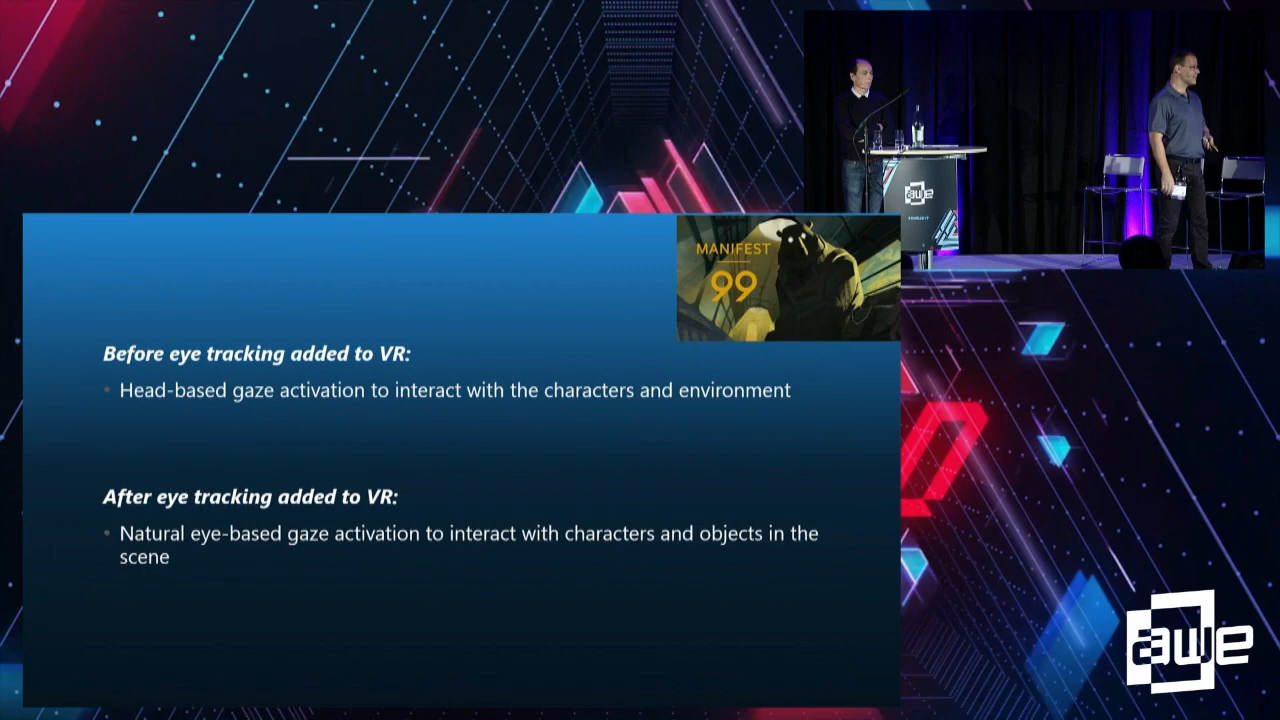 awe
MANIFEST
99
Before eye tracking added to VR:
• Head-based gaze activation to interact with the characters and environment
After eye tracking added to VR:
• Natural eye-based gaze activation to interact with characters and objects in the
scene
awe